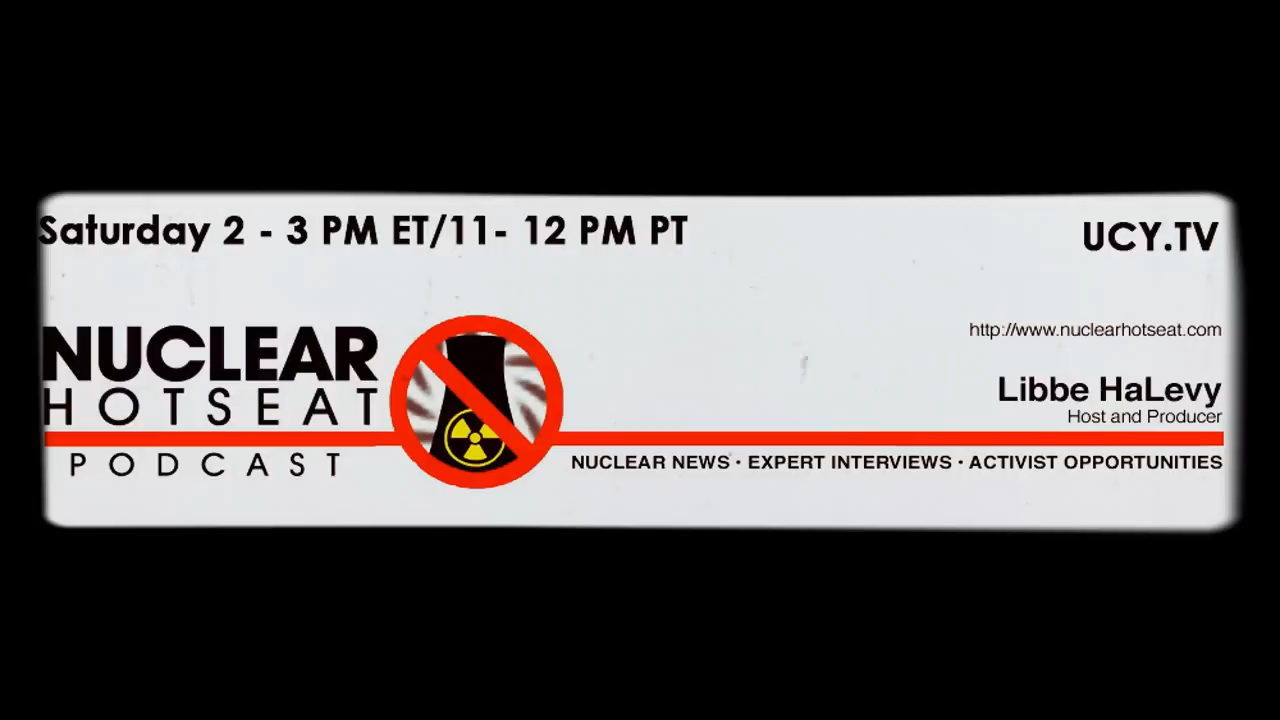 Saturday 2 - 3 PM ET/11- 12 PM PT
UCY.TV
http://www.nuclearhotseat.com
NUCLEAR
HOTSEAT
PODCAST
Libbe HaLevy
Host and Producer
NUCLEAR NEWS · EXPERT INTERVIEWS · ACTIVIST OPPORTUNITIES